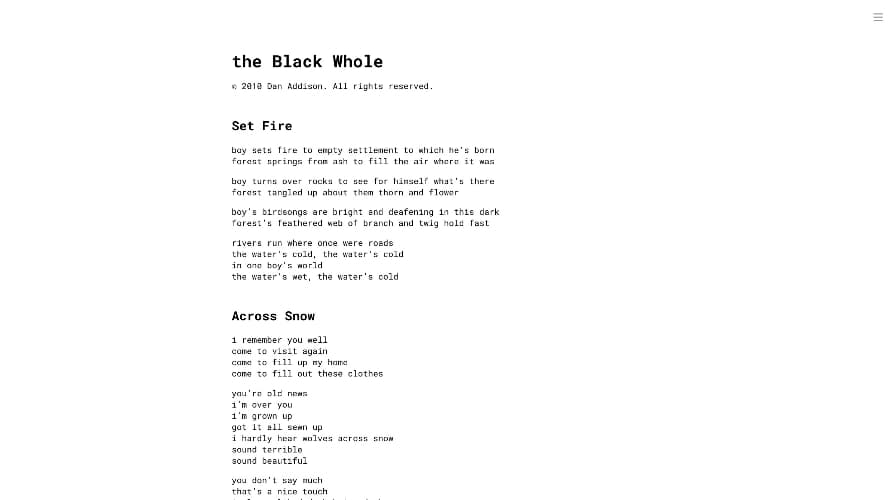 the Black Whole
© 2010 Dan Addison. All rights reserved.
Set Fire
boy sets fire to empty settlement to which he's born
forest springs from ash to fill the air where it was
boy turns over rocks to see for himself what's there
forest tangled up about them thorn and flower
boy's birdsongs are bright and deafening in this dark
forest's feathered web of branch and twig hold fast
rivers run where once were roads
the water's cold, the water's cold
in one boy's world
the water's wet, the water's cold
Across Snow
i remember you well
come to visit again
come to fill up my home
come to fill out these clothes
you're old news
i'm over you
i'm grown up
got it all sewn up
i hardly hear wolves across snow
sound terrible
sound beautiful
you don't say much
that's a nice touch